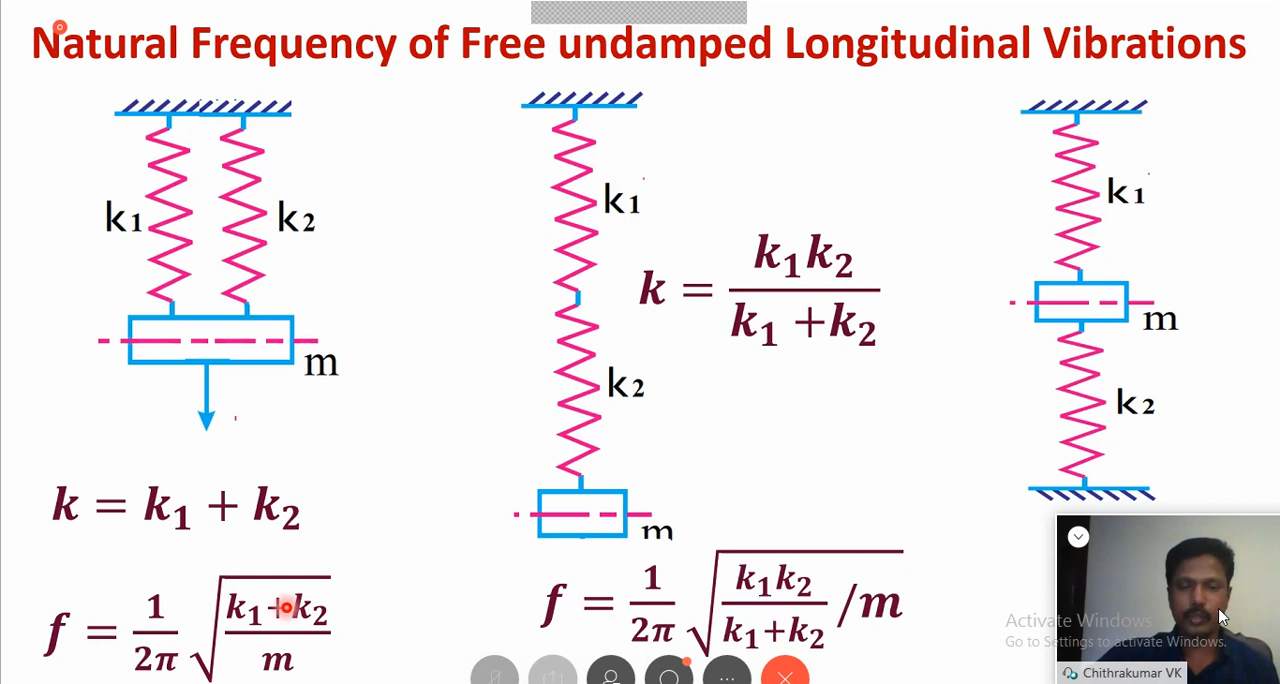 Natural Frequency of Free undamped Longitudinal Vibrations
k1
k2
m
k = k₁ + k₂
f = 1/2π √((k₁+k₂)/m)
k1
k = k₁k₂/(k₁ +k₂)
k2
m
f = 1/2π √(k₁k₂/(k₁+k₂) /m)
k1
m
k2
Activate Windows
Go to Settings to activate Windows.
Chithrakumar VK